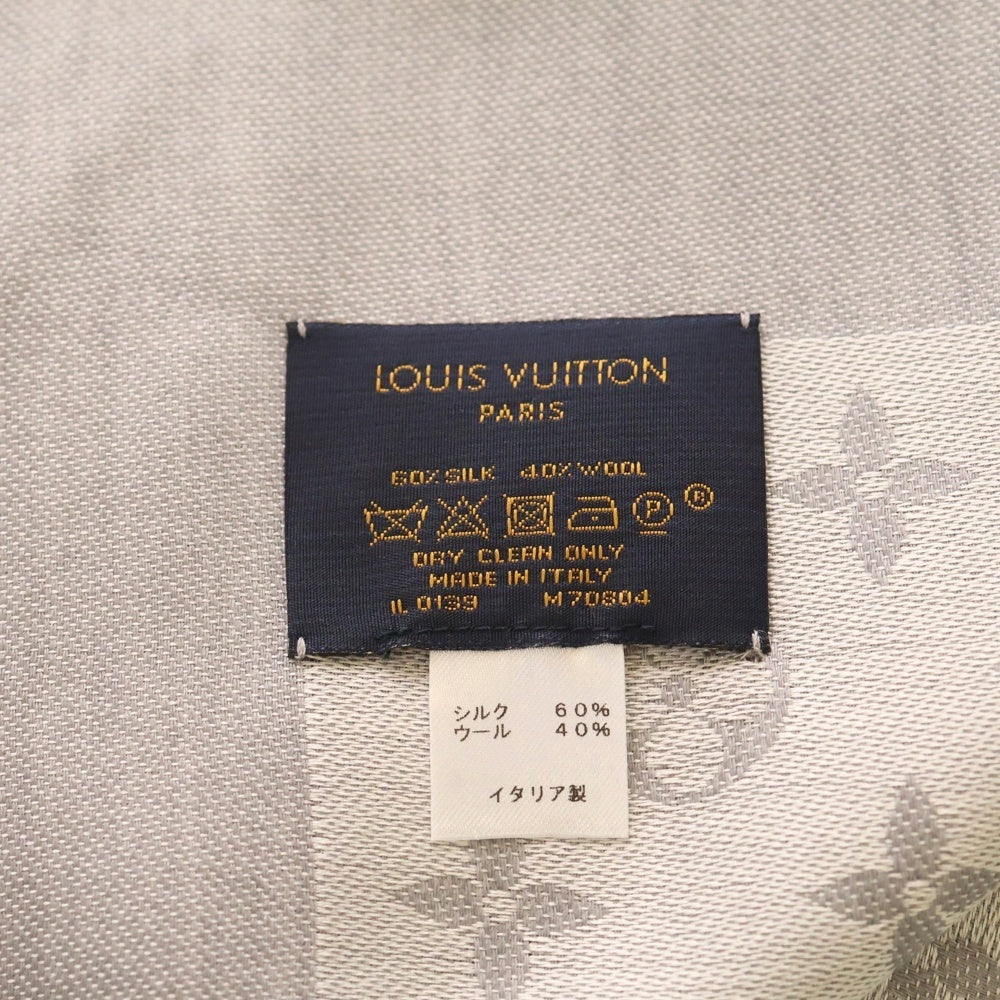 LOUIS VUITTON
PARIS
60% SILK 40% WOOL
P ®
DRY CLEAN ONLY
MADE IN ITALY
IL 0139 M70804
シルク 60%
ウール 40%
イタリア製